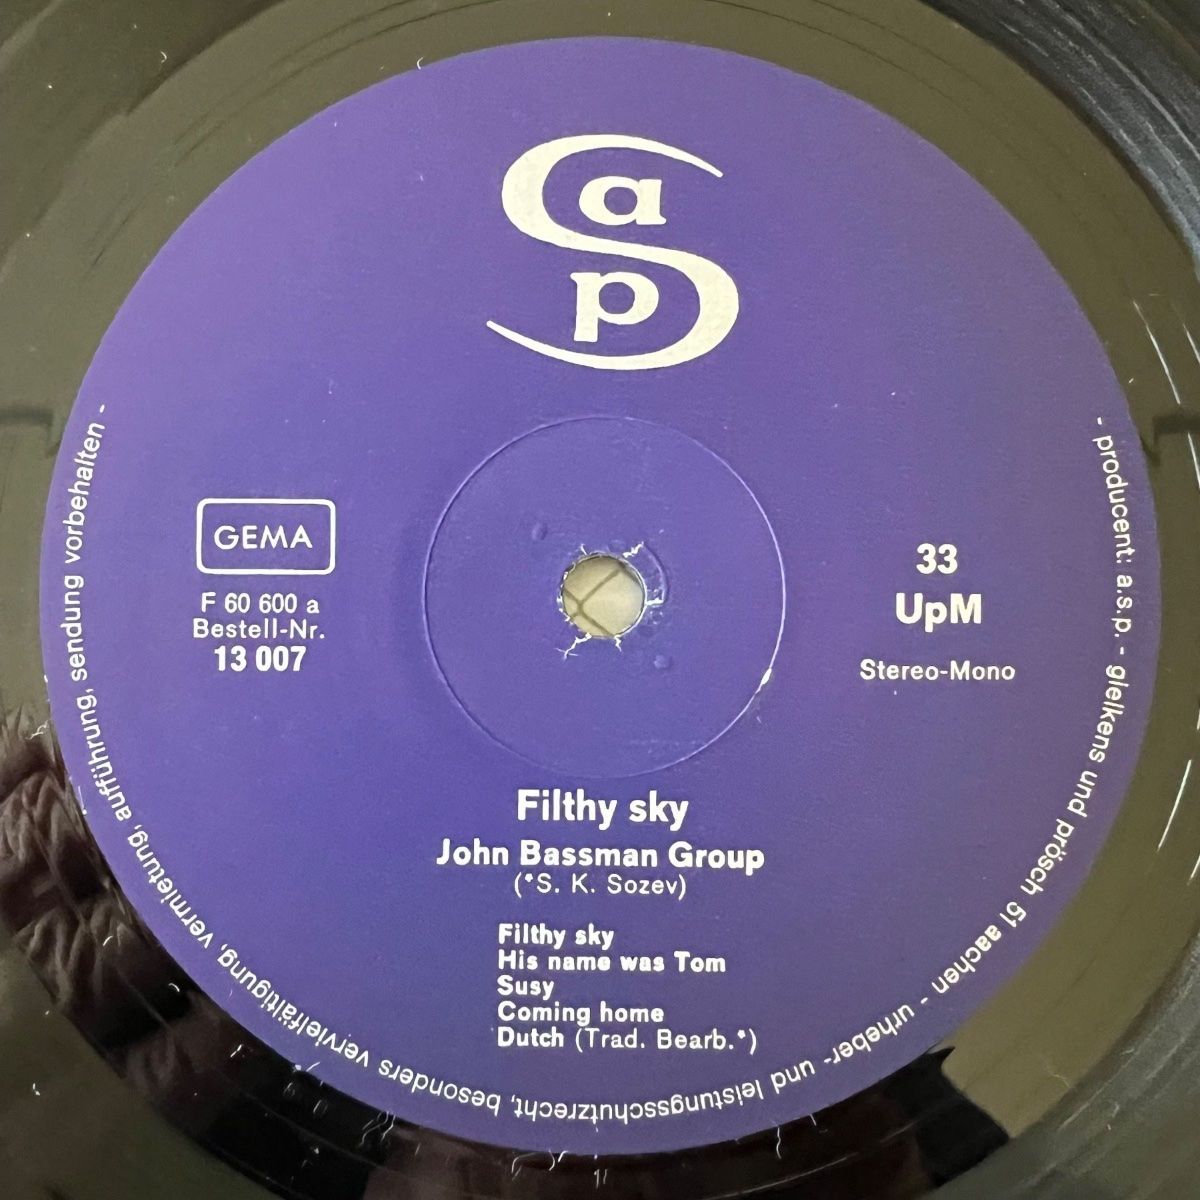 a
S
p
GEMA
F 60 600 a
Bestell-Nr.
13 007
33
UpM
Stereo-Mono
Filthy sky
John Bassman Group
(*S. K. Sozev)
Filthy sky
His name was Tom
Susy
Coming home
Dutch (Trad. Bearb.*)
- producent: a.s.p. - gielkens und prösch 51 aachen - urheber- und leistungsschutzrecht, besonders vervielfältigung, vermietung, aufführung, sendung vorbehalten -